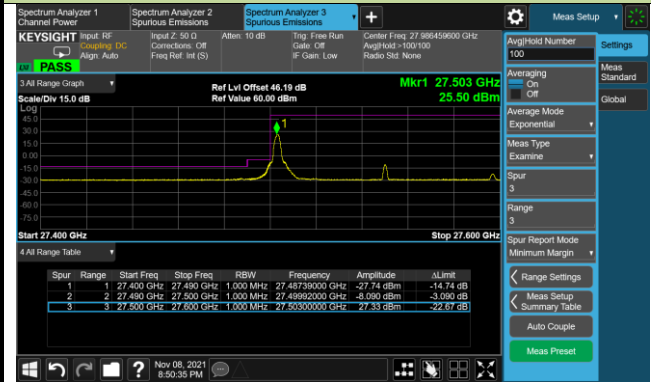 Spectrum Analyzer 1
Channel Power
Spectrum Analyzer 2
Spurious Emissions
Spectrum Analyzer 3
Spurious Emissions
+
Meas Setup
KEYSIGHT
Input: RF
Coupling: DC
Align: Auto
Input Z: 50 Ω
Corrections: Off
Freq Ref: Int (S)
Atten: 10 dB
Trig: Free Run
Gate: Off
IF Gain: Low
Center Freq: 27.986459600 GHz
Avg|Hold:>100/100
Radio Std: None
PASS
3 All Range Graph
Scale/Div 15.0 dB
Ref Lvl Offset 46.19 dB
Ref Value 60.00 dBm
Mkr1 27.503 GHz
25.50 dBm
Log
45.0
30.0
15.0
0.00
-15.0
-30.0
-45.0
-60.0
-75.0
1
Start 27.400 GHz
Stop 27.600 GHz
4 All Range Table
Spur Range Start Freq Stop Freq RBW Frequency Amplitude ΔLimit
1 1 27.400 GHz 27.490 GHz 1.000 MHz 27.48739000 GHz -27.74 dBm -14.74 dB
2 2 27.490 GHz 27.500 GHz 1.000 MHz 27.49992000 GHz -8.090 dBm -3.090 dB
3 3 27.500 GHz 27.600 GHz 1.000 MHz 27.50300000 GHz 27.33 dBm -22.67 dB
Avg|Hold Number
100
Averaging
On
Off
Average Mode
Exponential
Meas Type
Examine
Spur
3
Range
3
Spur Report Mode
Minimum Margin
Range Settings
Meas Setup
Summary Table
Auto Couple
Meas Preset
Settings
Meas
Standard
Global
?
Nov 08, 2021
8:50:35 PM